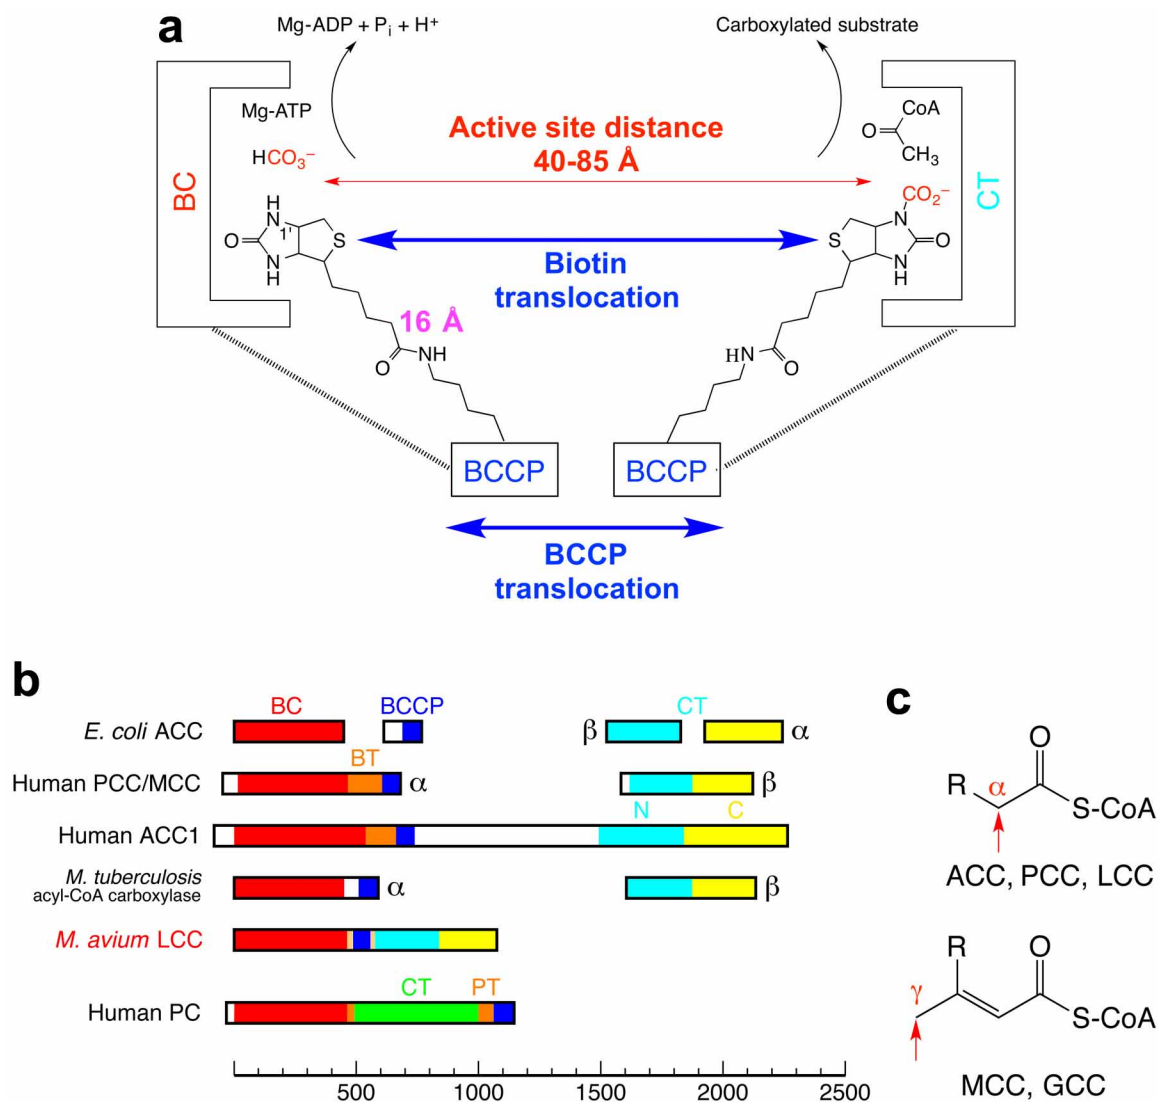 a
Mg-ADP + Pi + H+
Carboxylated substrate
Mg-ATP
CoA
O
CH3
Active site distance
40-85 Å
HCO3−
CO2−
BC
CT
H
N
1'
O
S
N
H
S
N
O
N
H
Biotin
translocation
16 Å
O
NH
HN
O
BCCP
BCCP
BCCP
translocation
b
BC
BCCP
CT
E. coli ACC
β
α
BT
Human PCC/MCC
α
β
N
C
Human ACC1
M. tuberculosis
acyl-CoA carboxylase
α
β
M. avium LCC
CT
PT
Human PC
500
1000
1500
2000
2500
c
O
R
α
S-CoA
ACC, PCC, LCC
R
O
γ
S-CoA
MCC, GCC